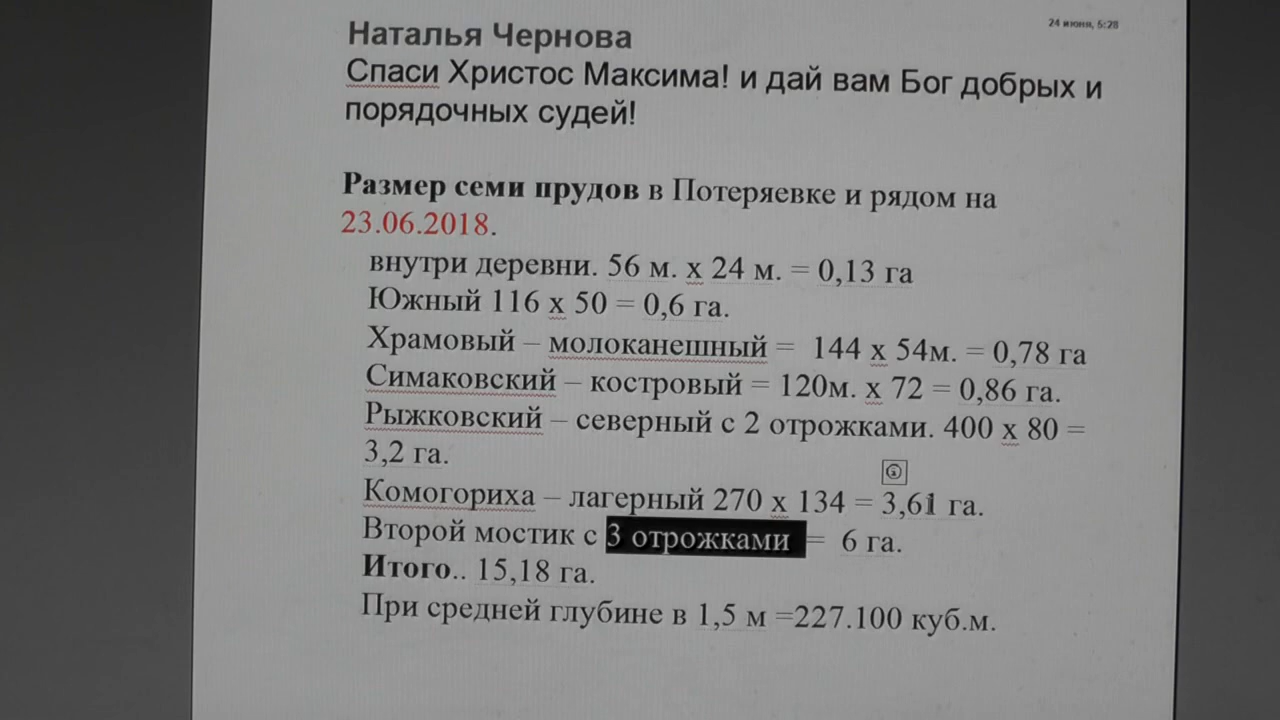 24 июня, 5:28
Наталья Чернова
Спаси Христос Максима! и дай вам Бог добрых и
порядочных судей!
Размер семи прудов в Потеряевке и рядом на
23.06.2018.
внутри деревни. 56 м. х 24 м. = 0,13 га
Южный 116 х 50 = 0,6 га.
Храмовый – молоканешный = 144 х 54м. = 0,78 га
Симаковский – костровый = 120м. х 72 = 0,86 га.
Рыжковский – северный с 2 отрожками. 400 х 80 =
3,2 га.
Комогориха – лагерный 270 х 134 = 3,61 га.
Второй мостик с 3 отрожками = 6 га.
Итого.. 15,18 га.
При средней глубине в 1,5 м =227.100 куб.м.